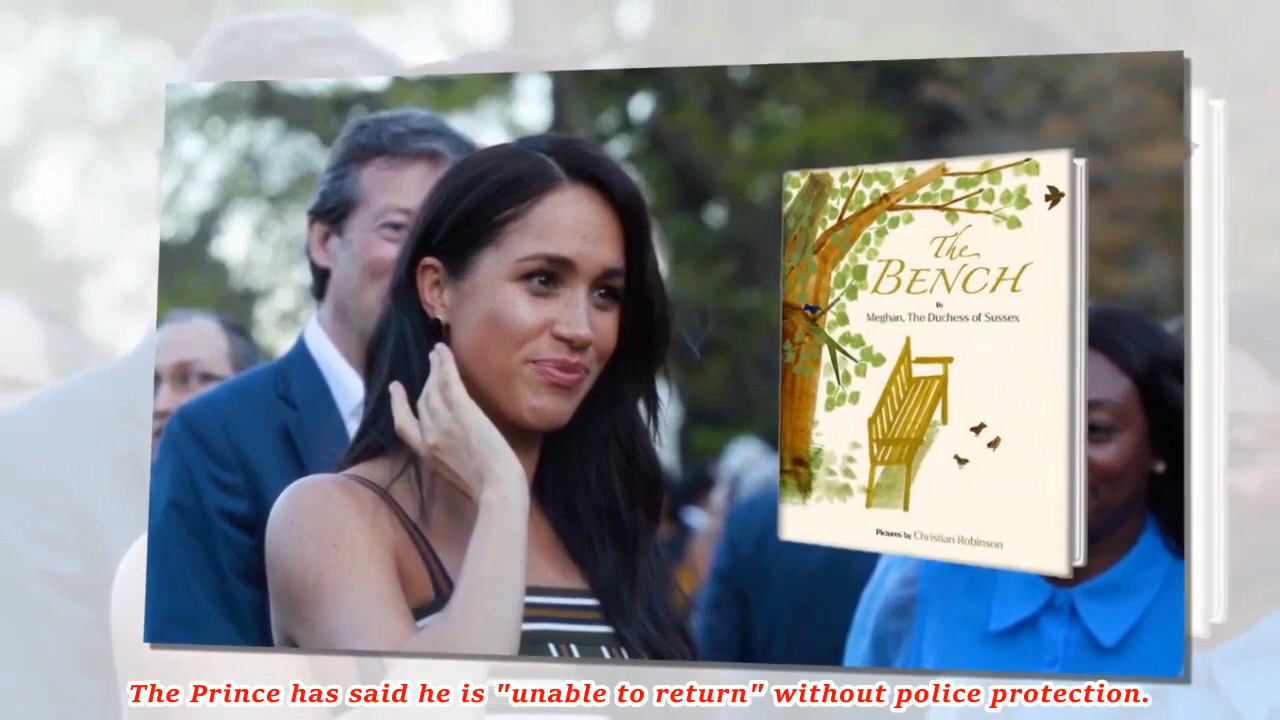 The
BENCH
By
Meghan, The Duchess of Sussex
Pictures by Christian Robinson
The Prince has said he is "unable to return" without police protection.